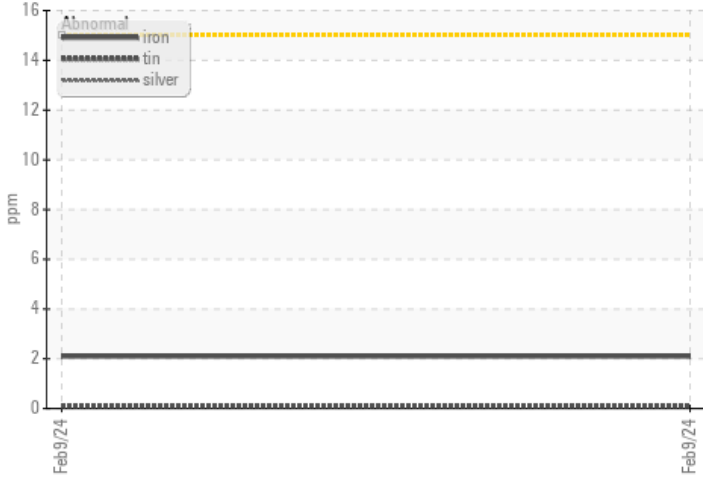 16
14
12
10
8
6
4
2
0
ppm
Abnormal
iron
tin
silver
Feb9/24
Feb9/24